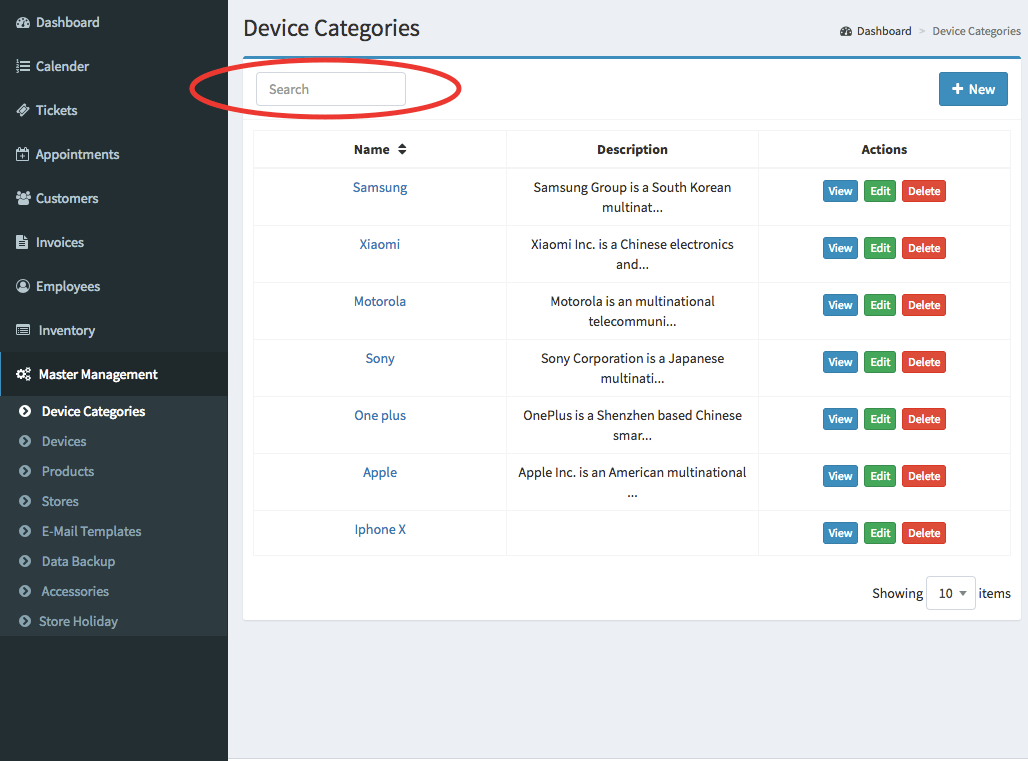 Dashboard
Calender
Tickets
Appointments
Customers
Invoices
Employees
Inventory
Master Management
Device Categories
Devices
Products
Stores
E-Mail Templates
Data Backup
Accessories
Store Holiday
Device Categories
Dashboard > Device Categories
Search
+ New
Name Description Actions
Samsung Samsung Group is a South Korean
multinat...
View Edit Delete
Xiaomi Xiaomi Inc. is a Chinese electronics
and...
View Edit Delete
Motorola Motorola is an multinational
telecommuni...
View Edit Delete
Sony Sony Corporation is a Japanese
multinati...
View Edit Delete
One plus OnePlus is a Shenzhen based Chinese
smar...
View Edit Delete
Apple Apple Inc. is an American multinational
...
View Edit Delete
Iphone X View Edit Delete
Showing 10 items